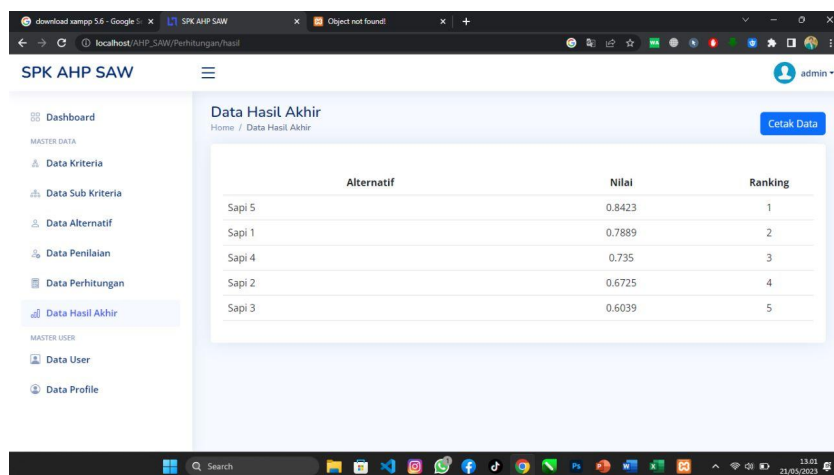 download xampp 5.6 - Google S
SPK AHP SAW
Object not found!
localhost/AHP_SAW/Perhitungan/hasil
SPK AHP SAW
admin
Dashboard
MASTER DATA
Data Kriteria
Data Sub Kriteria
Data Alternatif
Data Penilaian
Data Perhitungan
Data Hasil Akhir
MASTER USER
Data User
Data Profile
Data Hasil Akhir
Home / Data Hasil Akhir
Cetak Data
Alternatif Nilai Ranking
Sapi 5 0.8423 1
Sapi 1 0.7889 2
Sapi 4 0.735 3
Sapi 2 0.6725 4
Sapi 3 0.6039 5
Search
13.01
21/05/2023